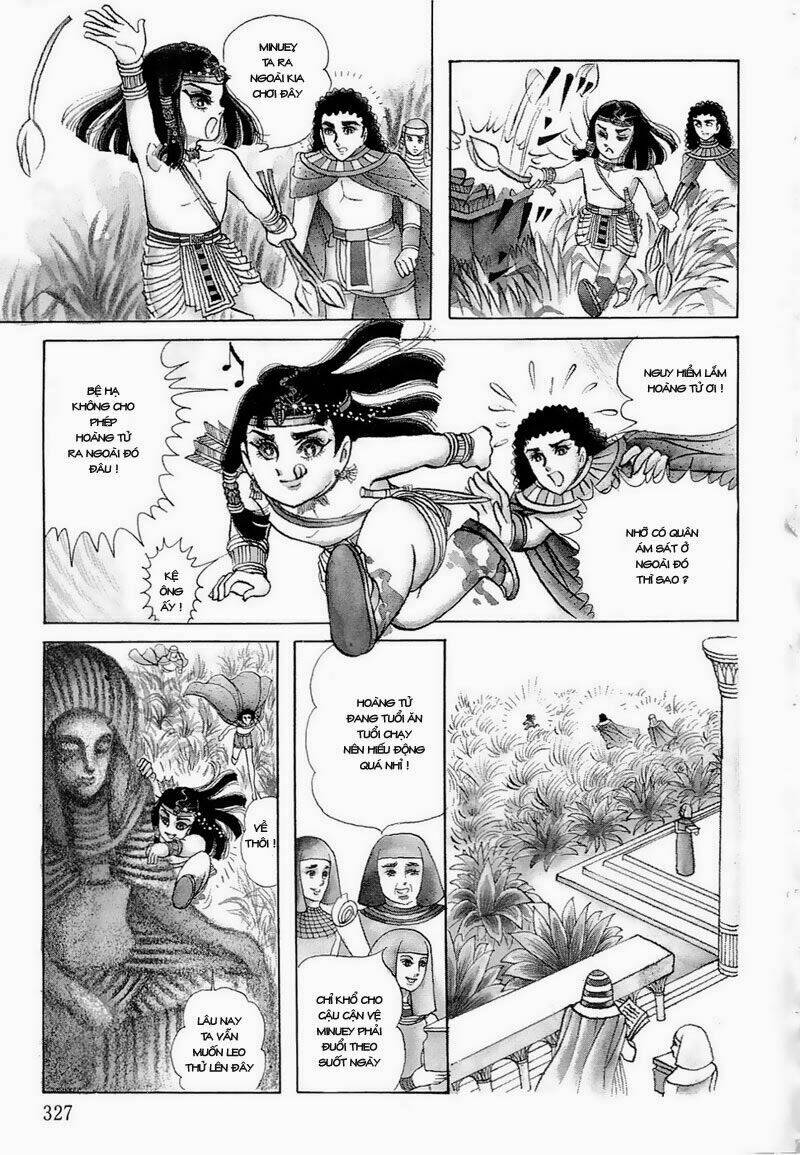 MINUEY
TA RA
NGOÀI KIA
CHƠI ĐÂY
BỆ HẠ
KHÔNG CHO
PHÉP
HOÀNG TỬ
RA NGOÀI ĐÓ
ĐÂU !
NGUY HIỂM LẮM
HOÀNG TỬ ƠI !
KỆ
ÔNG
ẤY !
NHỠ CÓ QUÂN
ÁM SÁT Ở
NGOÀI ĐÓ
THÌ SAO ?
VỀ
THÔI !
LÂU NAY
TA VẪN
MUỐN LEO
THỬ LÊN ĐÂY
HOÀNG TỬ
ĐANG TUỔI ĂN
TUỔI CHẠY
NÊN HIẾU ĐỘNG
QUÁ NHỈ !
CHỈ KHỔ CHO
CẬU CẬN VỆ
MINUEY PHẢI
ĐUỔI THEO
SUỐT NGÀY
327